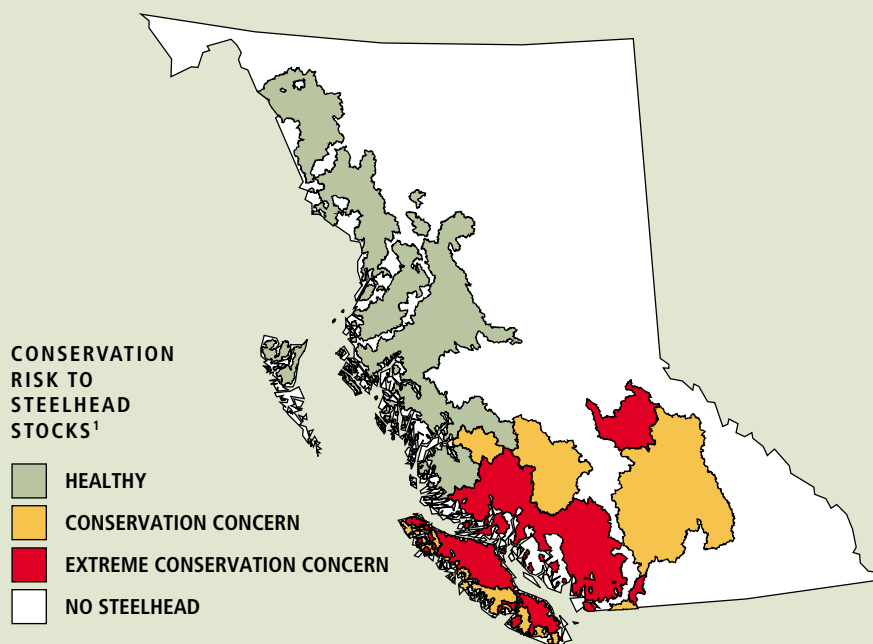 CONSERVATION
RISK TO
STEELHEAD
STOCKS¹
HEALTHY
CONSERVATION CONCERN
EXTREME CONSERVATION CONCERN
NO STEELHEAD